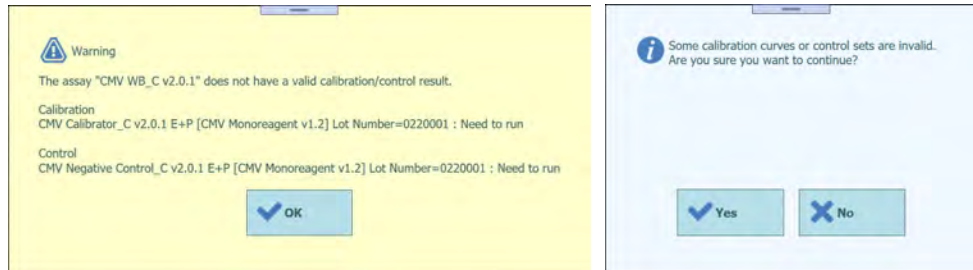 Warning
The assay "CMV WB_C v2.0.1" does not have a valid calibration/control result.
Calibration
CMV Calibrator_C v2.0.1 E+P [CMV Monoreagent v1.2] Lot Number=0220001 : Need to run
Control
CMV Negative Control_C v2.0.1 E+P [CMV Monoreagent v1.2] Lot Number=0220001 : Need to run
OK
Some calibration curves or control sets are invalid.
Are you sure you want to continue?
Yes
No